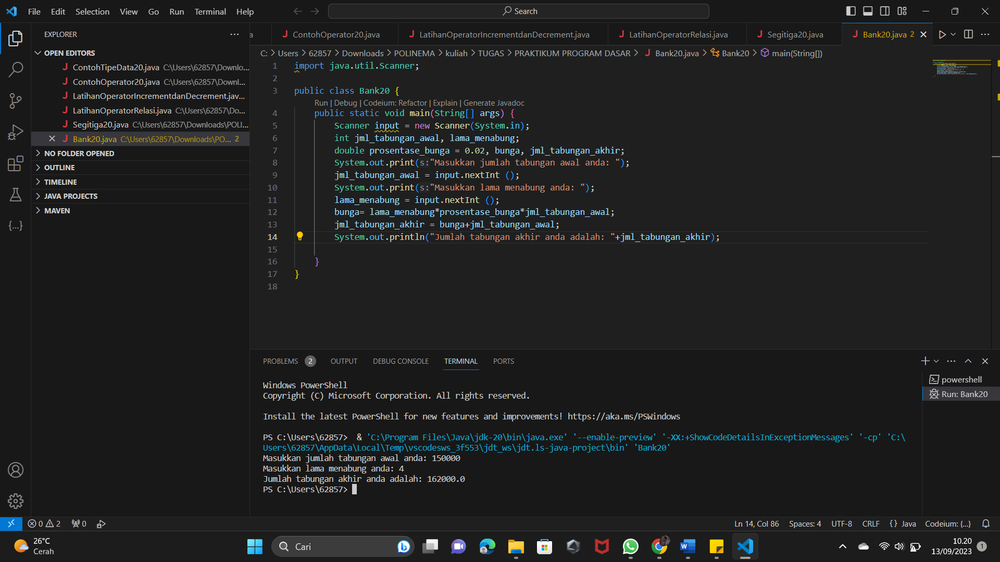 File Edit Selection View Go Run Terminal Help
Search
EXPLORER
OPEN EDITORS
ContohTipeData20.java C:\Users\62857\Downlo...
ContohOperator20.java C:\Users\62857\Downl...
LatihanOperatorIncrementdanDecrement.jav...
LatihanOperatorRelasi.java C:\Users\62857\Do...
Segitiga20.java C:\Users\62857\Downloads\POLI...
Bank20.java C:\Users\62857\Downloads\PO... 2
NO FOLDER OPENED
OUTLINE
TIMELINE
JAVA PROJECTS
MAVEN
a ContohOperator20.java LatihanOperatorIncrementdanDecrement.java LatihanOperatorRelasi.java Segitiga20.java Bank20.java 2
C: > Users > 62857 > Downloads > POLINEMA > kuliah > TUGAS > PRAKTIKUM PROGRAM DASAR > Bank20.java > Bank20 > main(String[])
1 import java.util.Scanner;
2
3 public class Bank20 {
Run | Debug | Codeium: Refactor | Explain | Generate Javadoc
4 public static void main(String[] args) {
5 Scanner input = new Scanner(System.in);
6 int jml_tabungan_awal, lama_menabung;
7 double prosentase_bunga = 0.02, bunga, jml_tabungan_akhir;
8 System.out.print(s:"Masukkan jumlah tabungan awal anda: ");
9 jml_tabungan_awal = input.nextInt ();
10 System.out.print(s:"Masukkan lama menabung anda: ");
11 lama_menabung = input.nextInt ();
12 bunga= lama_menabung*prosentase_bunga*jml_tabungan_awal;
13 jml_tabungan_akhir = bunga+jml_tabungan_awal;
14 System.out.println("Jumlah tabungan akhir anda adalah: "+jml_tabungan_akhir);
15
16 }
17 }
18
PROBLEMS 2 OUTPUT DEBUG CONSOLE TERMINAL PORTS
powershell
Run: Bank20
Windows PowerShell
Copyright (C) Microsoft Corporation. All rights reserved.
Install the latest PowerShell for new features and improvements! https://aka.ms/PSWindows
PS C:\Users\62857>  & 'C:\Program Files\Java\jdk-20\bin\java.exe' '--enable-preview' '-XX:+ShowCodeDetailsInExceptionMessages' '-cp' 'C:\
Users\62857\AppData\Local\Temp\vscodesws_3f553\jdt_ws\jdt.ls-java-project\bin' 'Bank20'
Masukkan jumlah tabungan awal anda: 150000
Masukkan lama menabung anda: 4
Jumlah tabungan akhir anda adalah: 162000.0
PS C:\Users\62857>
0 2 0 Ln 14, Col 86 Spaces: 4 UTF-8 CRLF {} Java Codeium: {...}
26°C
Cerah
Cari
10.20
13/09/2023
1